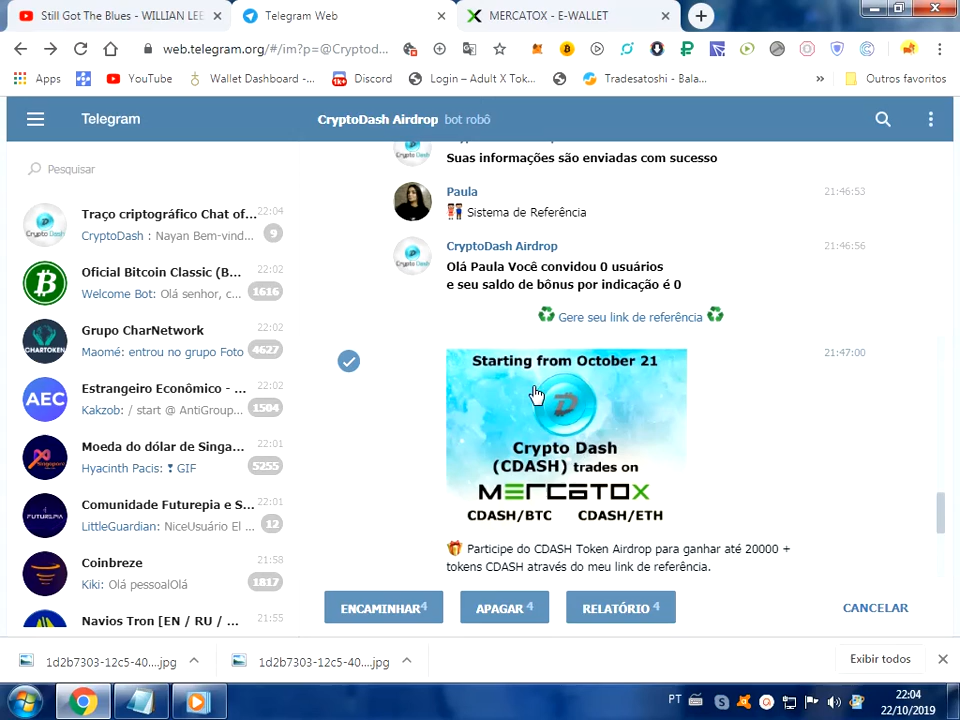 Still Got The Blues - WILLIAN LEE
Telegram Web
MERCATOX - E-WALLET
web.telegram.org/#/im?p=@Cryptod...
Apps
YouTube
Wallet Dashboard -...
Discord
Login – Adult X Tok...
Tradesatoshi - Bala...
»
Outros favoritos
Telegram
CryptoDash Airdrop bot robô
Pesquisar
Traço criptográfico Chat of... 22:04
CryptoDash : Nayan Bem-vind... 9
Oficial Bitcoin Classic (B... 22:02
Welcome Bot: Olá senhor, c... 1616
Grupo CharNetwork 22:02
Maomé: entrou no grupo Foto 4627
CHARTOKEN
Estrangeiro Econômico - ... 22:02
Kakzob: / start @ AntiGroup... 1504
AEC
Moeda do dólar de Singa... 22:01
Hyacinth Pacis: ❢ GIF 5255
Comunidade Futurepia e S... 22:01
LittleGuardian: NiceUsuário El ... 12
FUTUREPIA
Coinbreze 21:58
Kiki: Olá pessoalOlá 1817
Navios Tron [EN / RU / ... 21:55
Suas informações são enviadas com sucesso
Paula 21:46:53
Sistema de Referência
CryptoDash Airdrop 21:46:56
Olá Paula Você convidou 0 usuários
e seu saldo de bônus por indicação é 0
Gere seu link de referência
21:47:00
Starting from October 21
Crypto Dash
(CDASH) trades on
MERCATOX
CDASH/BTC CDASH/ETH
Participe do CDASH Token Airdrop para ganhar até 20000 +
tokens CDASH através do meu link de referência.
ENCAMINHAR 4
APAGAR 4
RELATÓRIO 4
CANCELAR
1d2b7303-12c5-40....jpg
1d2b7303-12c5-40....jpg
Exibir todos
PT
22:04
22/10/2019